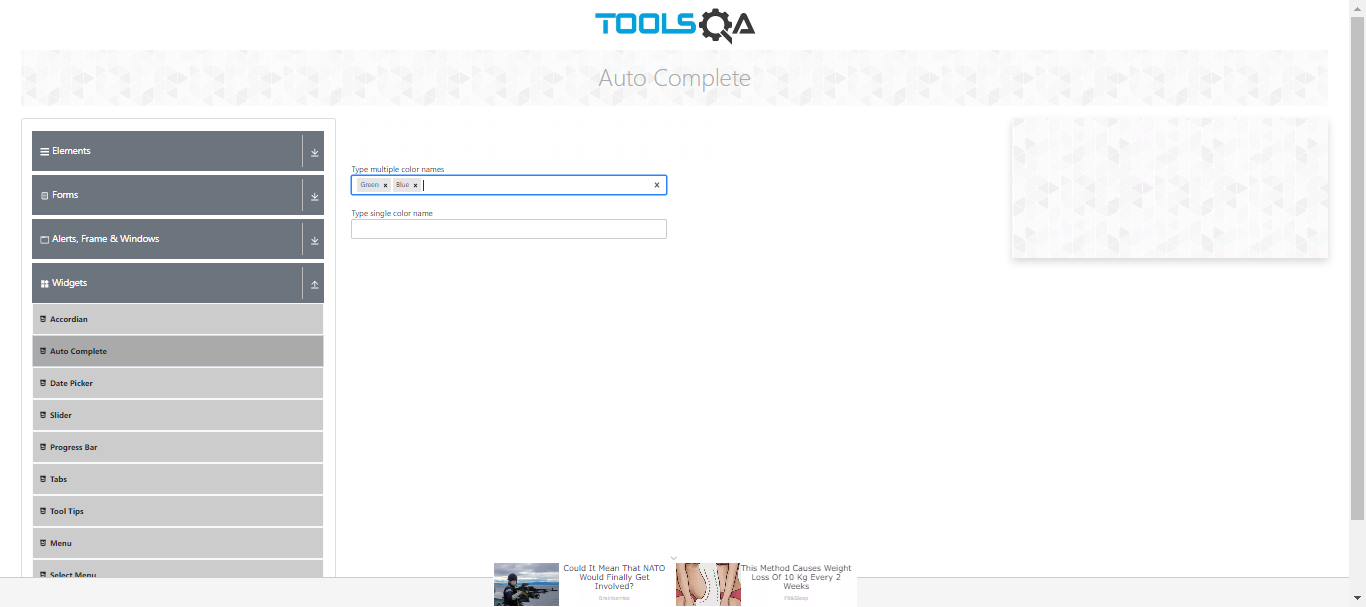 TOOLSQA
Auto Complete
Elements
Forms
Alerts, Frame & Windows
Widgets
Accordian
Auto Complete
Date Picker
Slider
Progress Bar
Tabs
Tool Tips
Menu
Select Menu
Type multiple color names
Green × Blue ×
Type single color name
Could It Mean That NATO
Would Finally Get
Involved?
Brainberries
This Method Causes Weight
Loss Of 10 Kg Every 2
Weeks